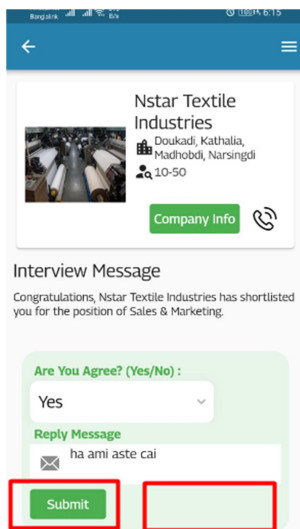 Banglalink
B/s
6:15
Nstar Textile
Industries
Doukadi, Kathalia,
Madhobdi, Narsingdi
10-50
Company Info
Interview Message
Congratulations, Nstar Textile Industries has shortlisted
you for the position of Sales & Marketing.
Are You Agree? (Yes/No) :
Yes
Reply Message
ha ami aste cai
Submit